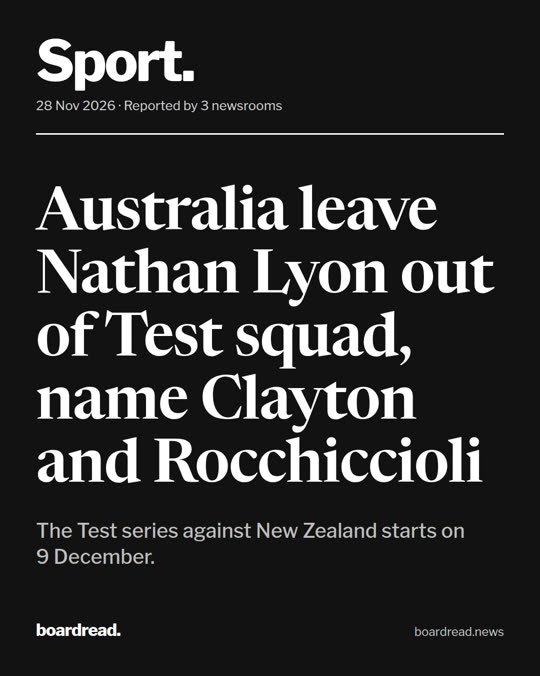 Sport.
28 Nov 2026 · Reported by 3 newsrooms
Australia leave
Nathan Lyon out
of Test squad,
name Clayton
and Rocchiccioli
The Test series against New Zealand starts on
9 December.
boardread.
boardread.news